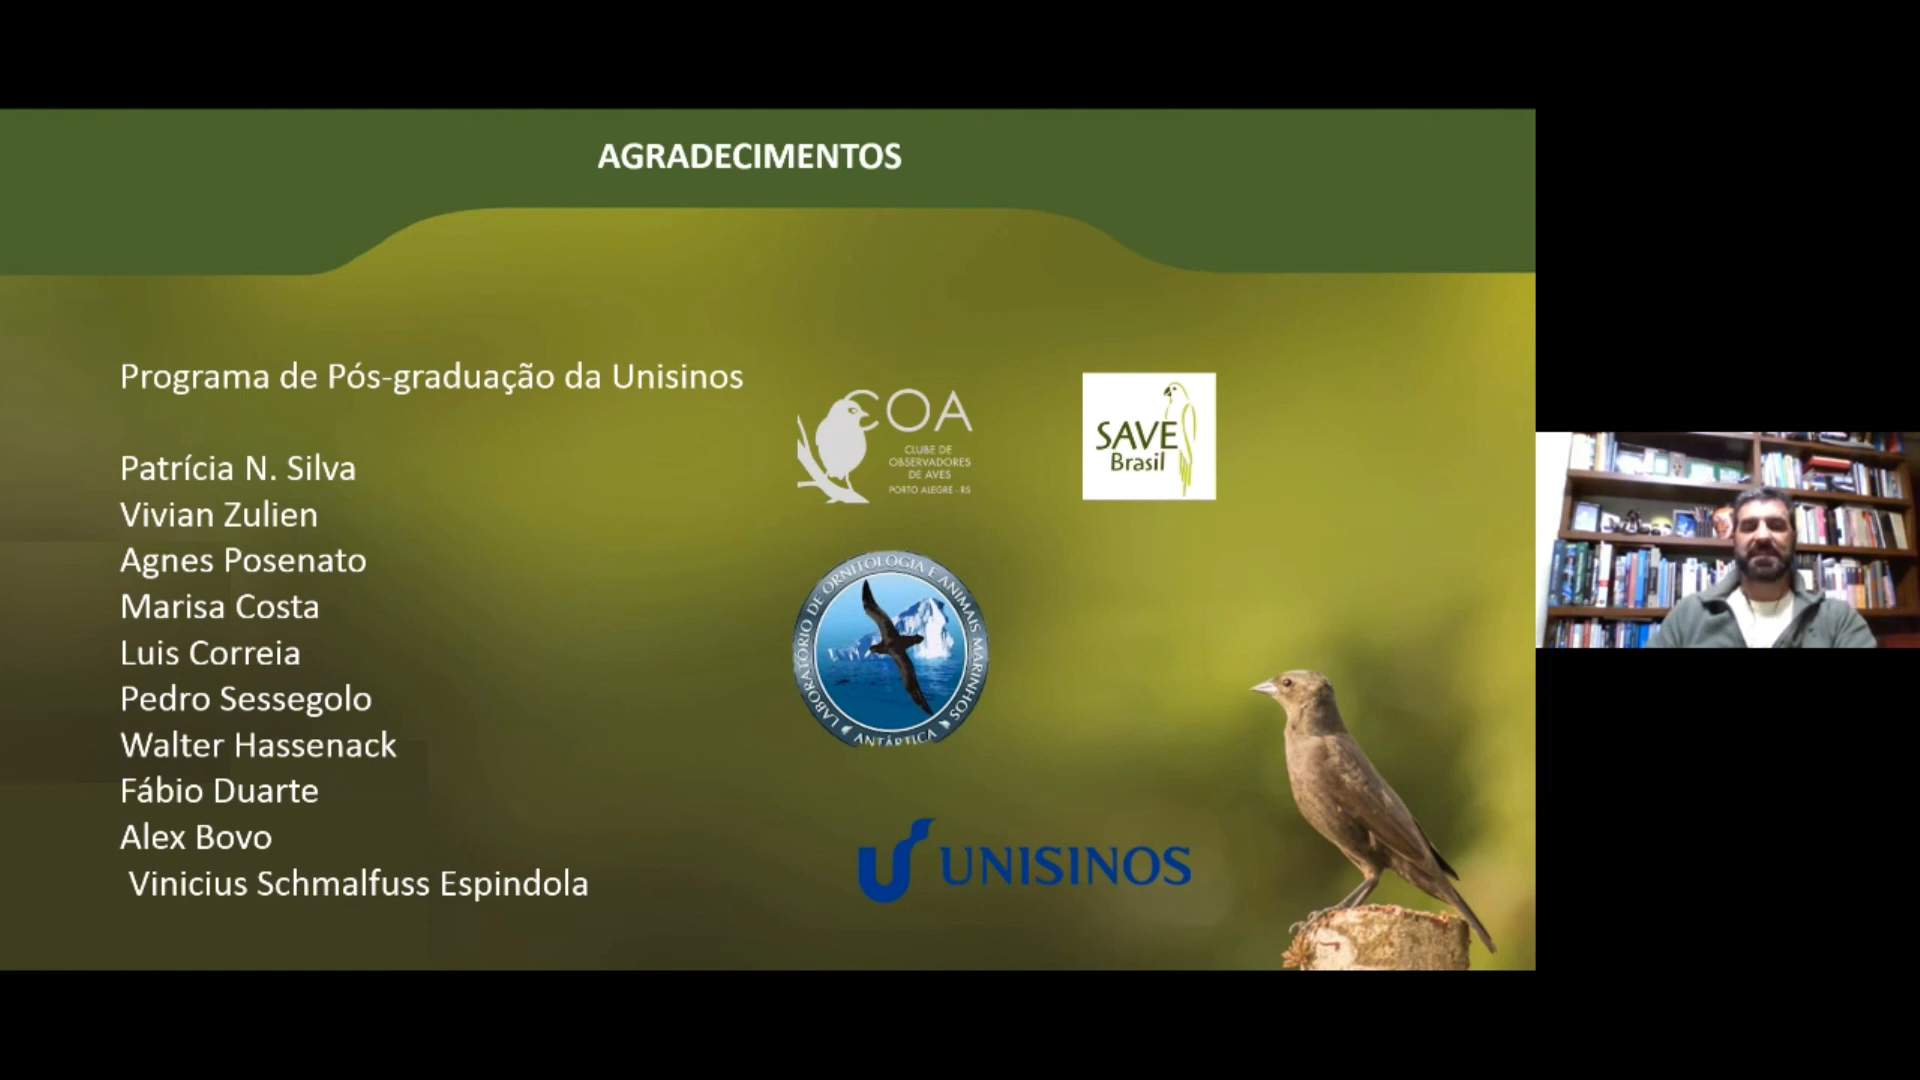 AGRADECIMENTOS
Programa de Pós-graduação da Unisinos
Patrícia N. Silva
Vivian Zulien
Agnes Posenato
Marisa Costa
Luis Correia
Pedro Sessegolo
Walter Hassenack
Fábio Duarte
Alex Bovo
Vinicius Schmalfuss Espindola
COA
CLUBE DE
OBSERVADORES
DE AVES
PORTO ALEGRE - RS
SAVE
Brasil
LABORATÓRIO DE ORNITOLOGIA E ANIMAIS MARINHOS
ANTÁRTICA
UNISINOS